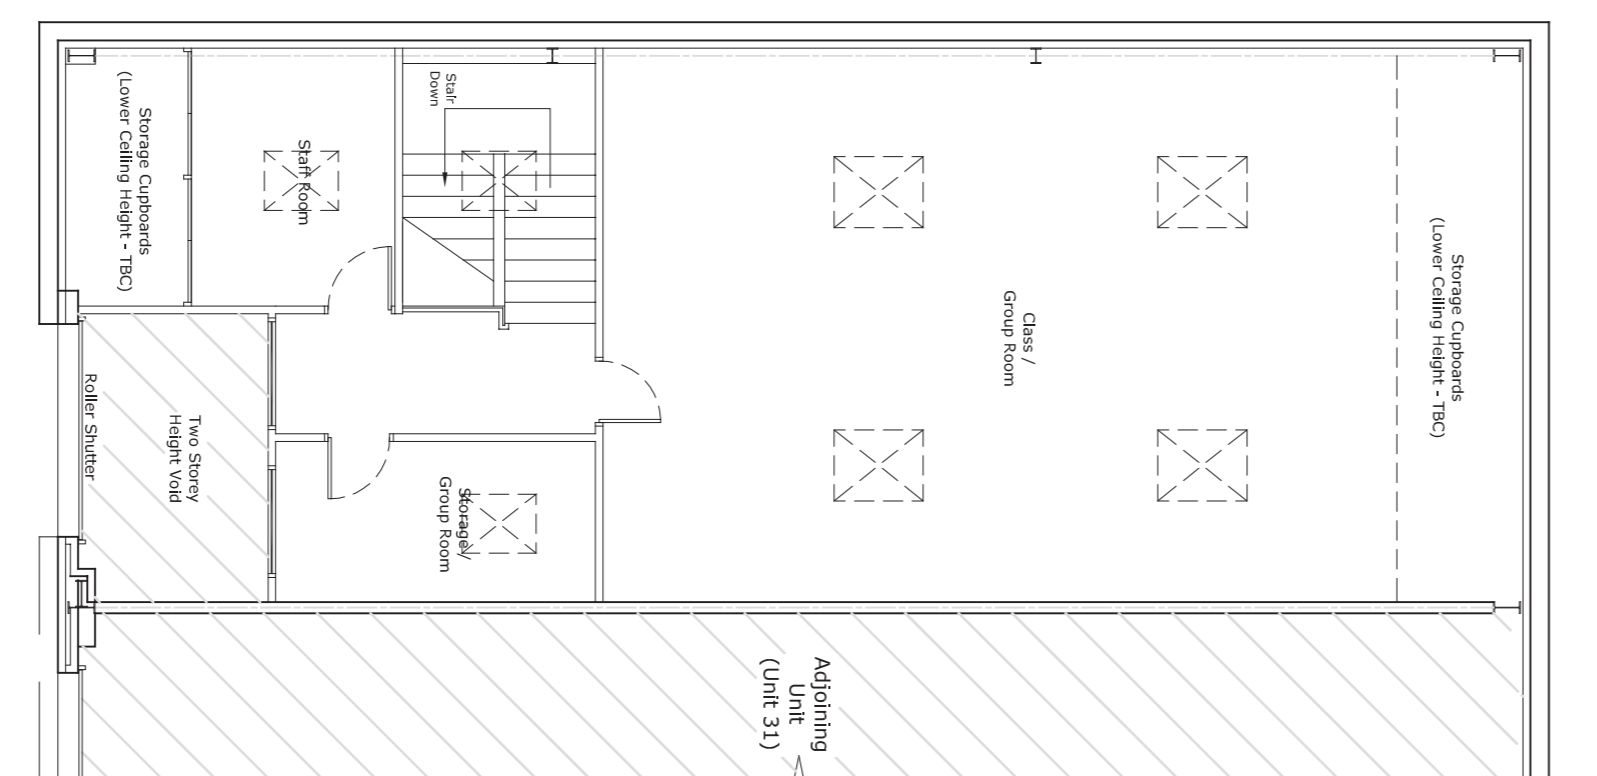 Storage Cupboards
(Lower Ceiling Height - TBC)
Staff Room
Stair
Down
Class /
Group Room
Storage Cupboards
(Lower Ceiling Height - TBC)
Roller Shutter
Two Storey
Height Void
Storage /
Group Room
Adjoining
Unit
(Unit 31)